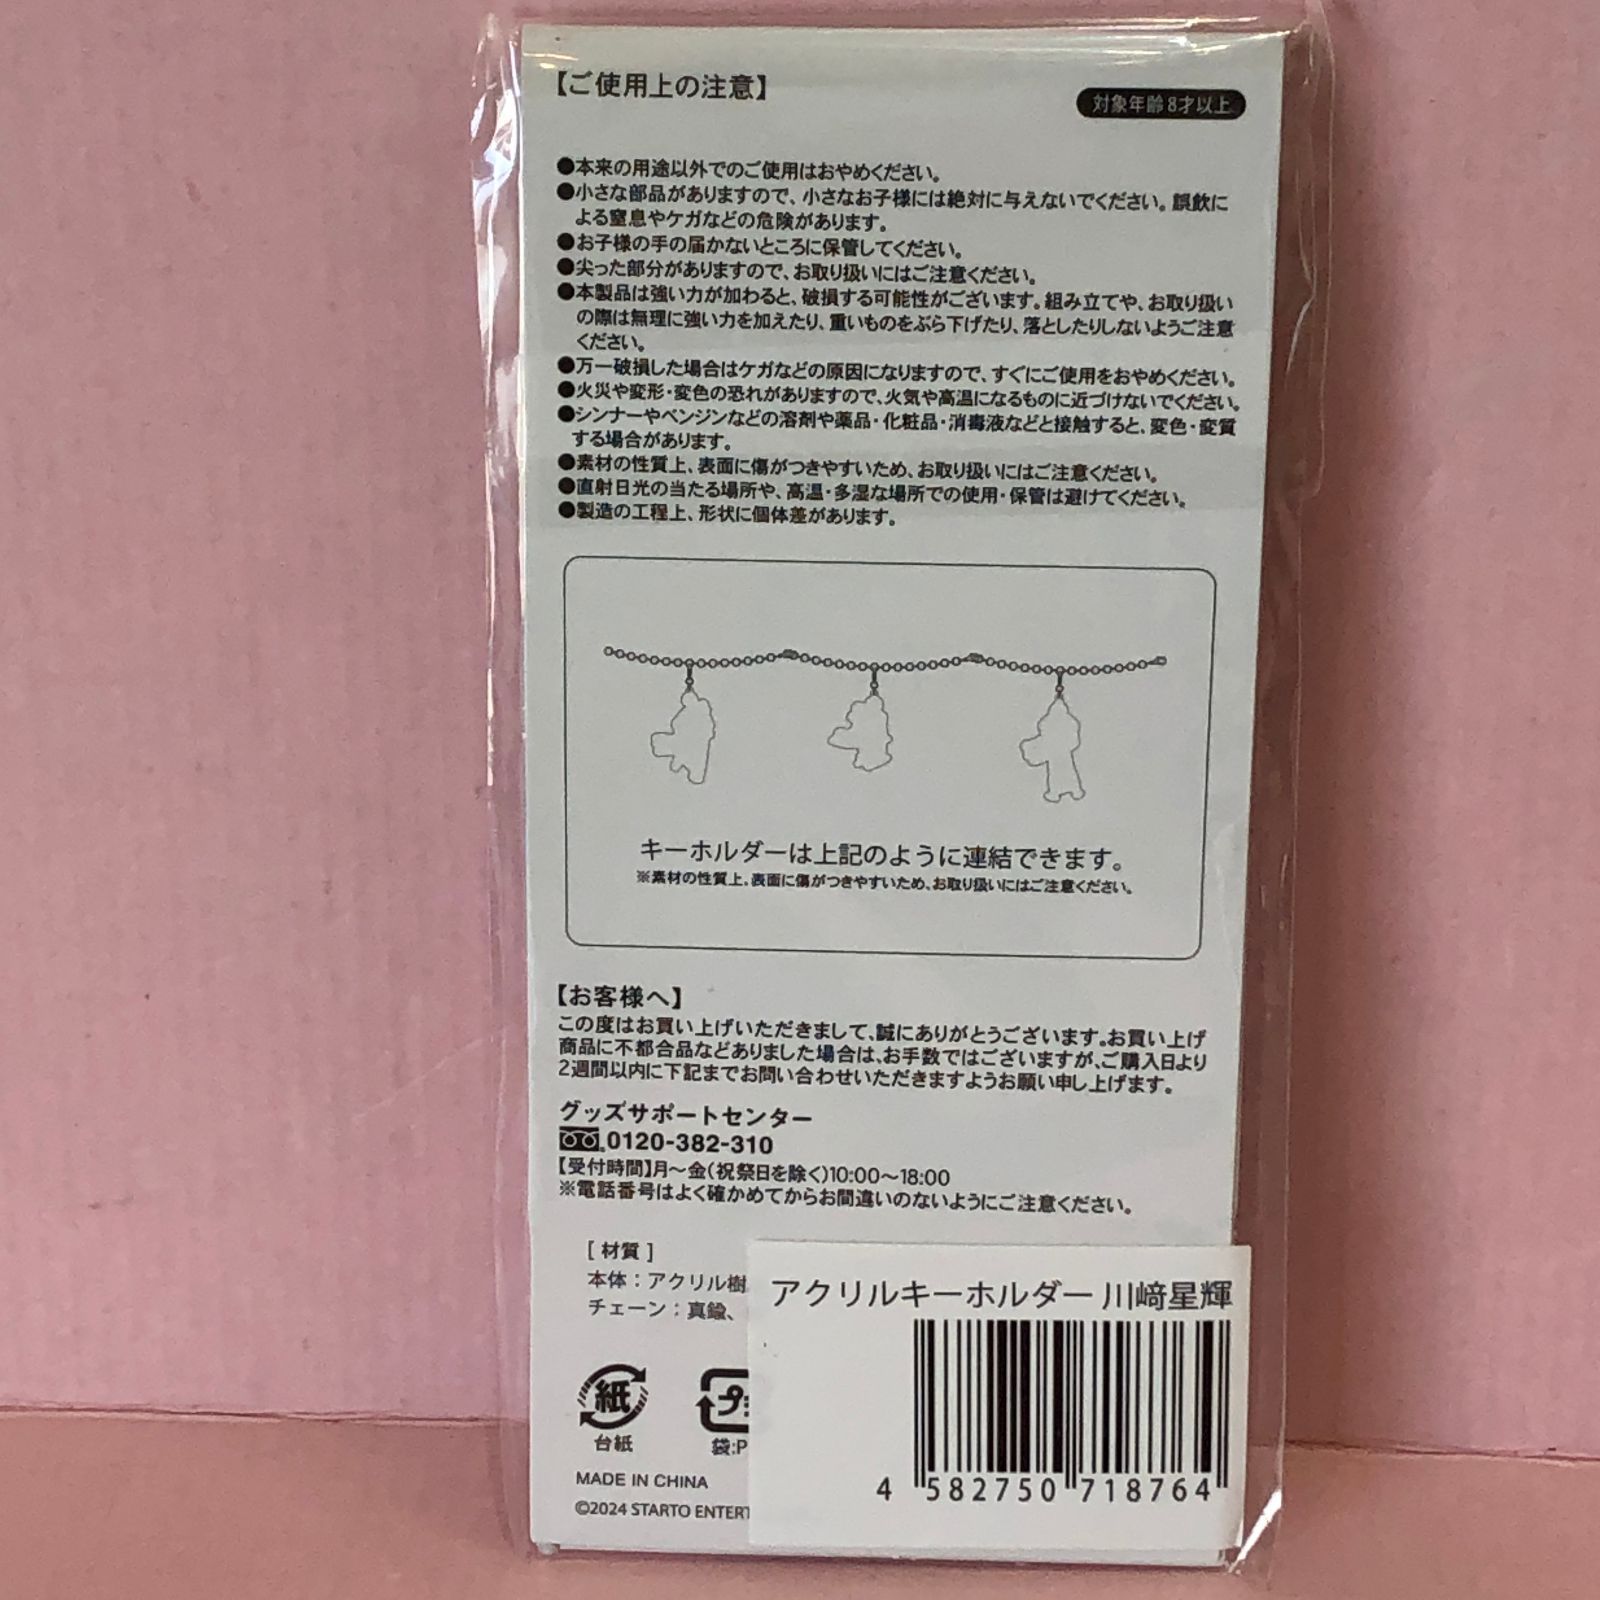 【ご使用上の注意】
対象年齢8才以上
●本来の用途以外でのご使用はおやめください。
●小さな部品がありますので、小さなお子様には絶対に与えないでください。誤飲に
よる窒息やケガなどの危険があります。
●お子様の手の届かないところに保管してください。
●尖った部分がありますので、お取り扱いにはご注意ください。
●本製品は強い力が加わると、破損する可能性がございます。組み立てや、お取り扱い
の際は無理に強い力を加えたり、重いものをぶら下げたり、落としたりしないようご注意
ください。
●万一破損した場合はケガなどの原因になりますので、すぐにご使用をおやめください。
●火災や変形・変色の恐れがありますので、火気や高温になるものに近づけないでください。
●シンナーやベンジンなどの溶剤や薬品・化粧品・消毒液などと接触すると、変色・変質
する場合があります。
●素材の性質上、表面に傷がつきやすいため、お取り扱いにはご注意ください。
●直射日光の当たる場所や、高温・多湿な場所での使用・保管は避けてください。
●製造の工程上、形状に個体差があります。
キーホルダーは上記のように連結できます。
※素材の性質上、表面に傷がつきやすいため、お取り扱いにはご注意ください。
【お客様へ】
この度はお買い上げいただきまして、誠にありがとうございます。お買い上げ
商品に不都合品などありました場合は、お手数ではございますが、ご購入日より
2週間以内に下記までお問い合わせいただきますようお願い申し上げます。
グッズサポートセンター
0120-382-310
【受付時間】月〜金(祝祭日を除く)10:00〜18:00
※電話番号はよく確かめてからお間違いのないようにご注意ください。
[材質]
本体：アクリル樹
チェーン：真鍮、
アクリルキーホルダー 川﨑星輝
紙
台紙
プ
袋:P
MADE IN CHINA
©2024 STARTO ENTERT
4 582750 718764